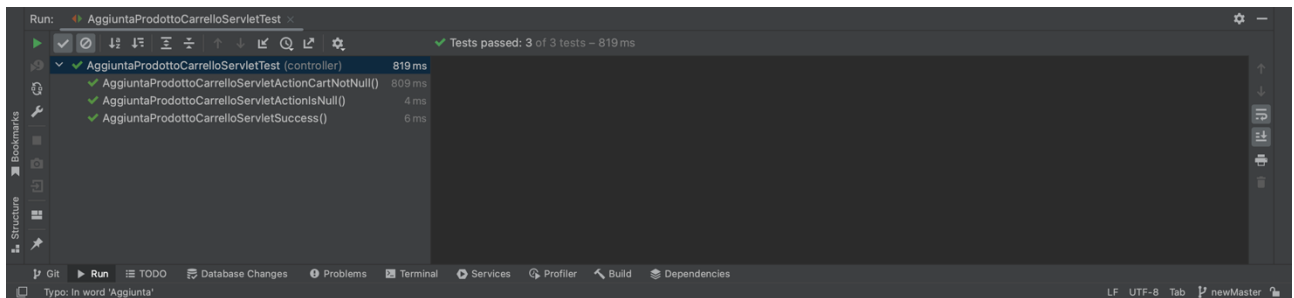 Run: AggiuntaProdottoCarrelloServletTest
Tests passed: 3 of 3 tests – 819 ms
AggiuntaProdottoCarrelloServletTest (controller) 819 ms
AggiuntaProdottoCarrelloServletActionCartNotNull() 809 ms
AggiuntaProdottoCarrelloServletActionIsNull() 4 ms
AggiuntaProdottoCarrelloServletSuccess() 6 ms
Bookmarks
Structure
Git Run TODO Database Changes Problems Terminal Services Profiler Build Dependencies
Typo: In word 'Aggiunta' LF UTF-8 Tab newMaster